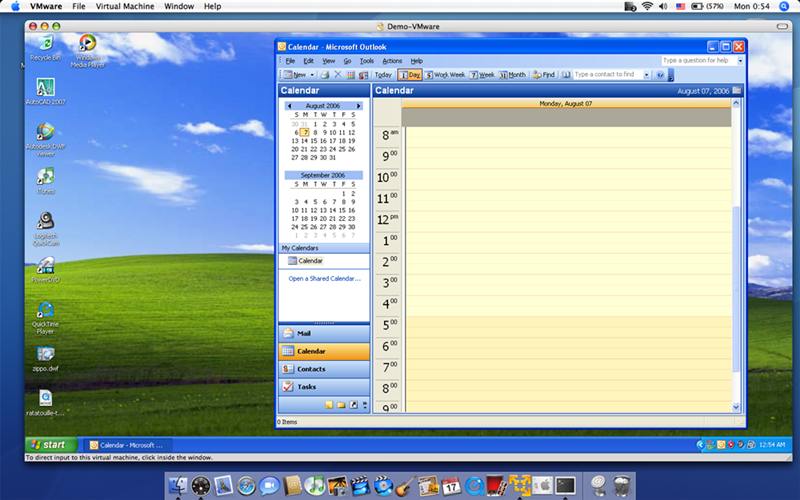 VMware File Virtual Machine Window Help (57%) Mon 0:54
Demo-VMware
Recycle Bin
Windows Media Player
AutoCAD 2007
Autodesk DWF Viewer
iTunes
Logitech QuickCam
PowerDVD
QuickTime Player
zippo.dwf
ratatouille-t...
Calendar - Microsoft Outlook
File Edit View Go Tools Actions Help Type a question for help
New Today 1 Day 5 Work Week 7 Week 31 Month Find Type a contact to find
Calendar
August 2006
S M T W T F S
30 31 1 2 3 4 5
6 7 8 9 10 11 12
13 14 15 16 17 18 19
20 21 22 23 24 25 26
27 28 29 30 31
September 2006
S M T W T F S
1 2
3 4 5 6 7 8 9
10 11 12 13 14 15 16
17 18 19 20 21 22 23
24 25 26 27 28 29 30
1 2 3 4 5 6 7
My Calendars
Calendar
Open a Shared Calendar...
Mail
Calendar
Contacts
Tasks
Calendar August 07, 2006
Monday, August 07
8 am
9 00
10 00
11 00
12 pm
1 00
2 00
3 00
4 00
5 00
6 00
7 00
8 00
9 00
0 Items
start Calendar - Microsoft ... 12:54 AM
To direct input to this virtual machine, click inside the window.
17